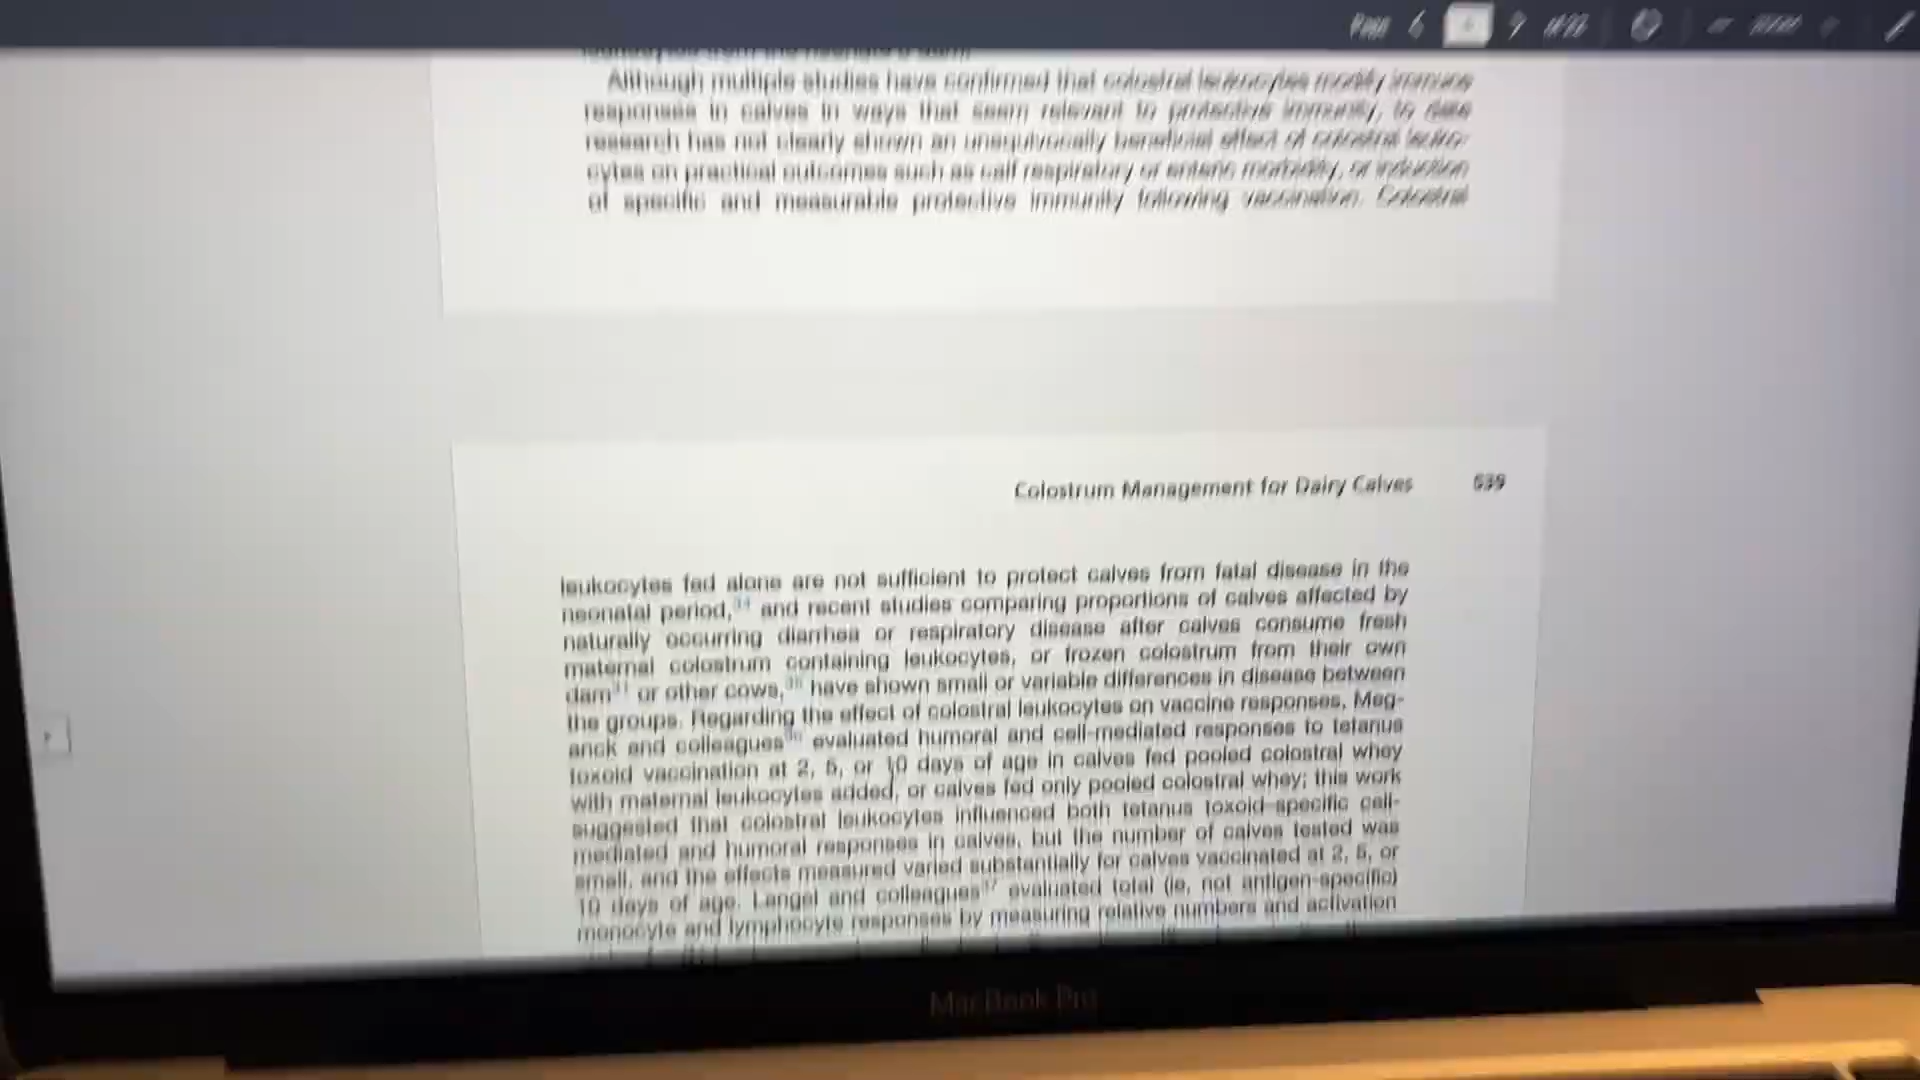 Although multiple studies have confirmed that colostral leukocytes modify immune
responses in calves in ways that seem relevant to protective immunity, to date
research has not clearly shown an unequivocally beneficial effect of colostral leuko-
cytes on practical outcomes such as calf respiratory or enteric morbidity, or induction
of specific and measurable protective immunity following vaccination. Colostral
Colostrum Management for Dairy Calves 539
leukocytes fed alone are not sufficient to protect calves from fatal disease in the
neonatal period, and recent studies comparing proportions of calves affected by
naturally occurring diarrhea or respiratory disease after calves consume fresh
maternal colostrum containing leukocytes, or frozen colostrum from their own
dam or other cows, have shown small or variable differences in disease between
the groups. Regarding the effect of colostral leukocytes on vaccine responses, Meg-
anck and colleagues evaluated humoral and cell-mediated responses to tetanus
toxoid vaccination at 2, 5, or 10 days of age in calves fed pooled colostral whey
with maternal leukocytes added, or calves fed only pooled colostral whey; this work
suggested that colostral leukocytes influenced both tetanus toxoid-specific cell-
mediated and humoral responses in calves, but the number of calves tested was
small, and the effects measured varied substantially for calves vaccinated at 2, 5, or
10 days of age. Langel and colleagues evaluated total (ie, not antigen-specific)
monocyte and lymphocyte responses by measuring relative numbers and activation
MacBook Pro